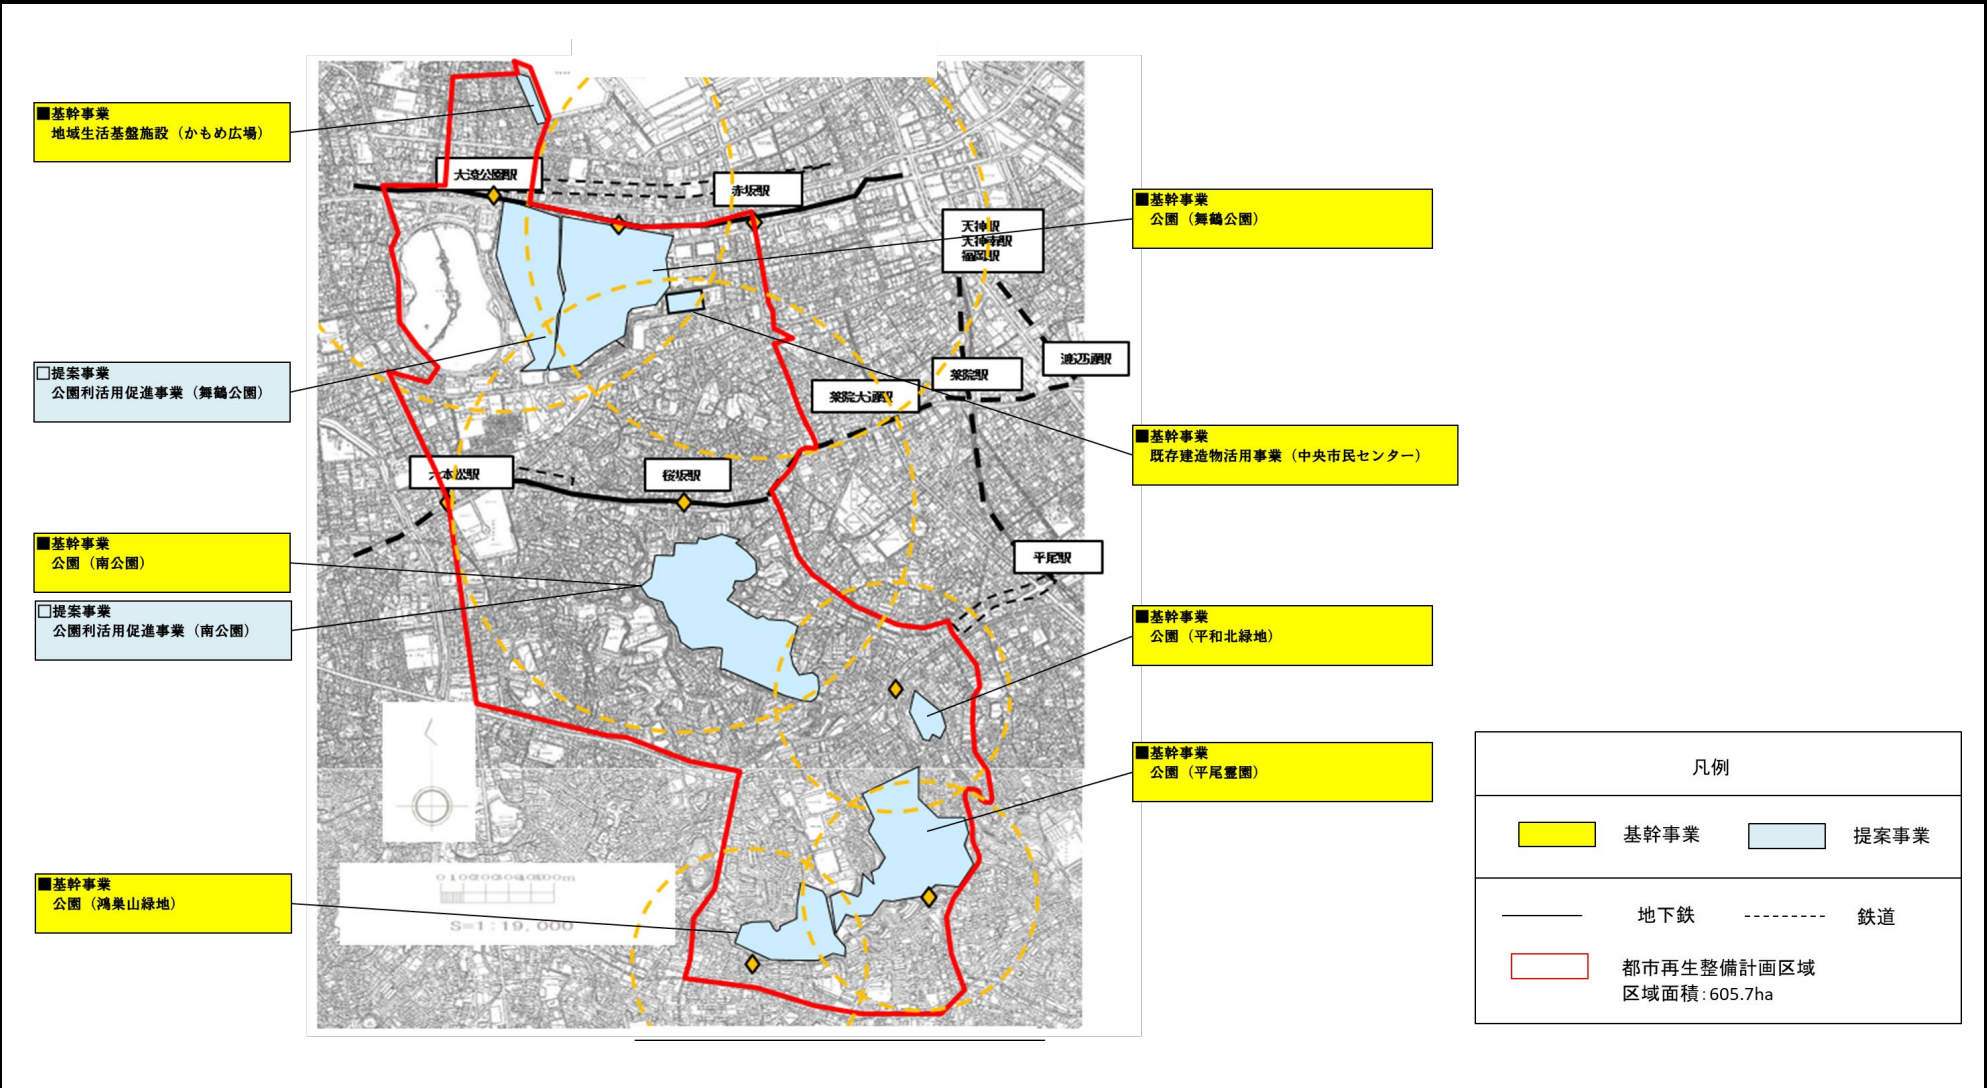 ■基幹事業
地域生活基盤施設（かもめ広場）
□提案事業
公園利活用促進事業（舞鶴公園）
■基幹事業
公園（南公園）
□提案事業
公園利活用促進事業（南公園）
■基幹事業
公園（鴻巣山緑地）
大濠公園駅
赤坂駅
天神駅
天神南駅
福岡駅
渡辺通駅
薬院駅
薬院大通駅
六本松駅
桜坂駅
平尾駅
S=1:19,000
■基幹事業
公園（舞鶴公園）
■基幹事業
既存建造物活用事業（中央市民センター）
■基幹事業
公園（平和北緑地）
■基幹事業
公園（平尾霊園）
凡例
基幹事業
提案事業
地下鉄
鉄道
都市再生整備計画区域
区域面積:605.7ha